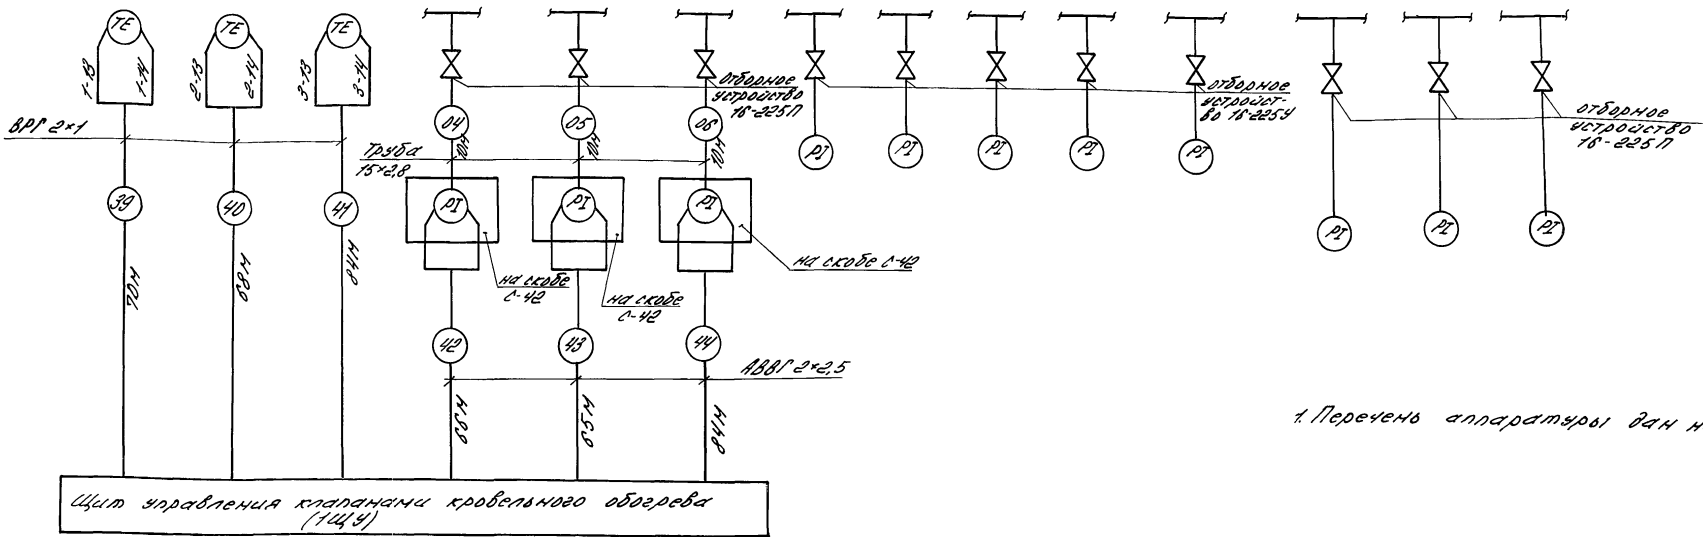 TE
TE
TE
1-13
1-14
2-13
2-14
3-13
3-14
ВРГ 2×1
39
40
41
70м
68м
84м
отборное
устройство
16-225П
04
05
06
10м
10м
10м
Труба
15×2,8
PI
PI
PI
на скобе
С-42
на скобе
С-42
на скобе С-42
42
43
44
АВВГ 2×2,5
66м
65м
84м
Щит управления клапанами кровельного обогрева
(1ЩУ)
отборное
устройст-
во 16-225У
PI
PI
PI
PI
PI
отборное
устройство
16-225П
PI
PI
PI
1. Перечень аппаратуры дан н